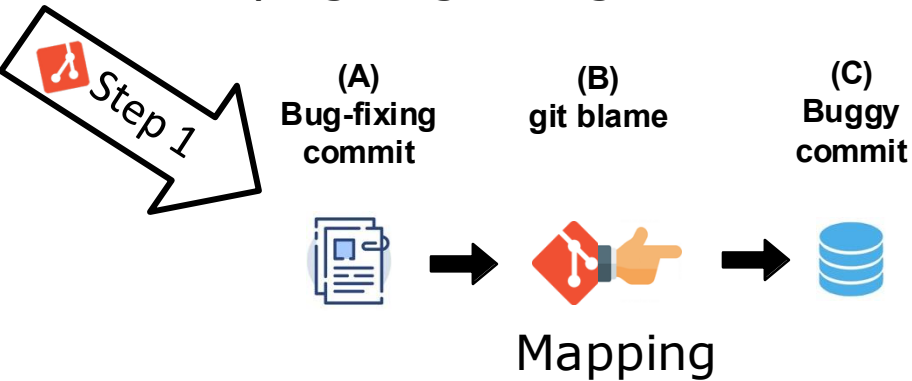 Step 1
(A)
Bug-fixing
commit
(B)
git blame
(C)
Buggy
commit
Mapping